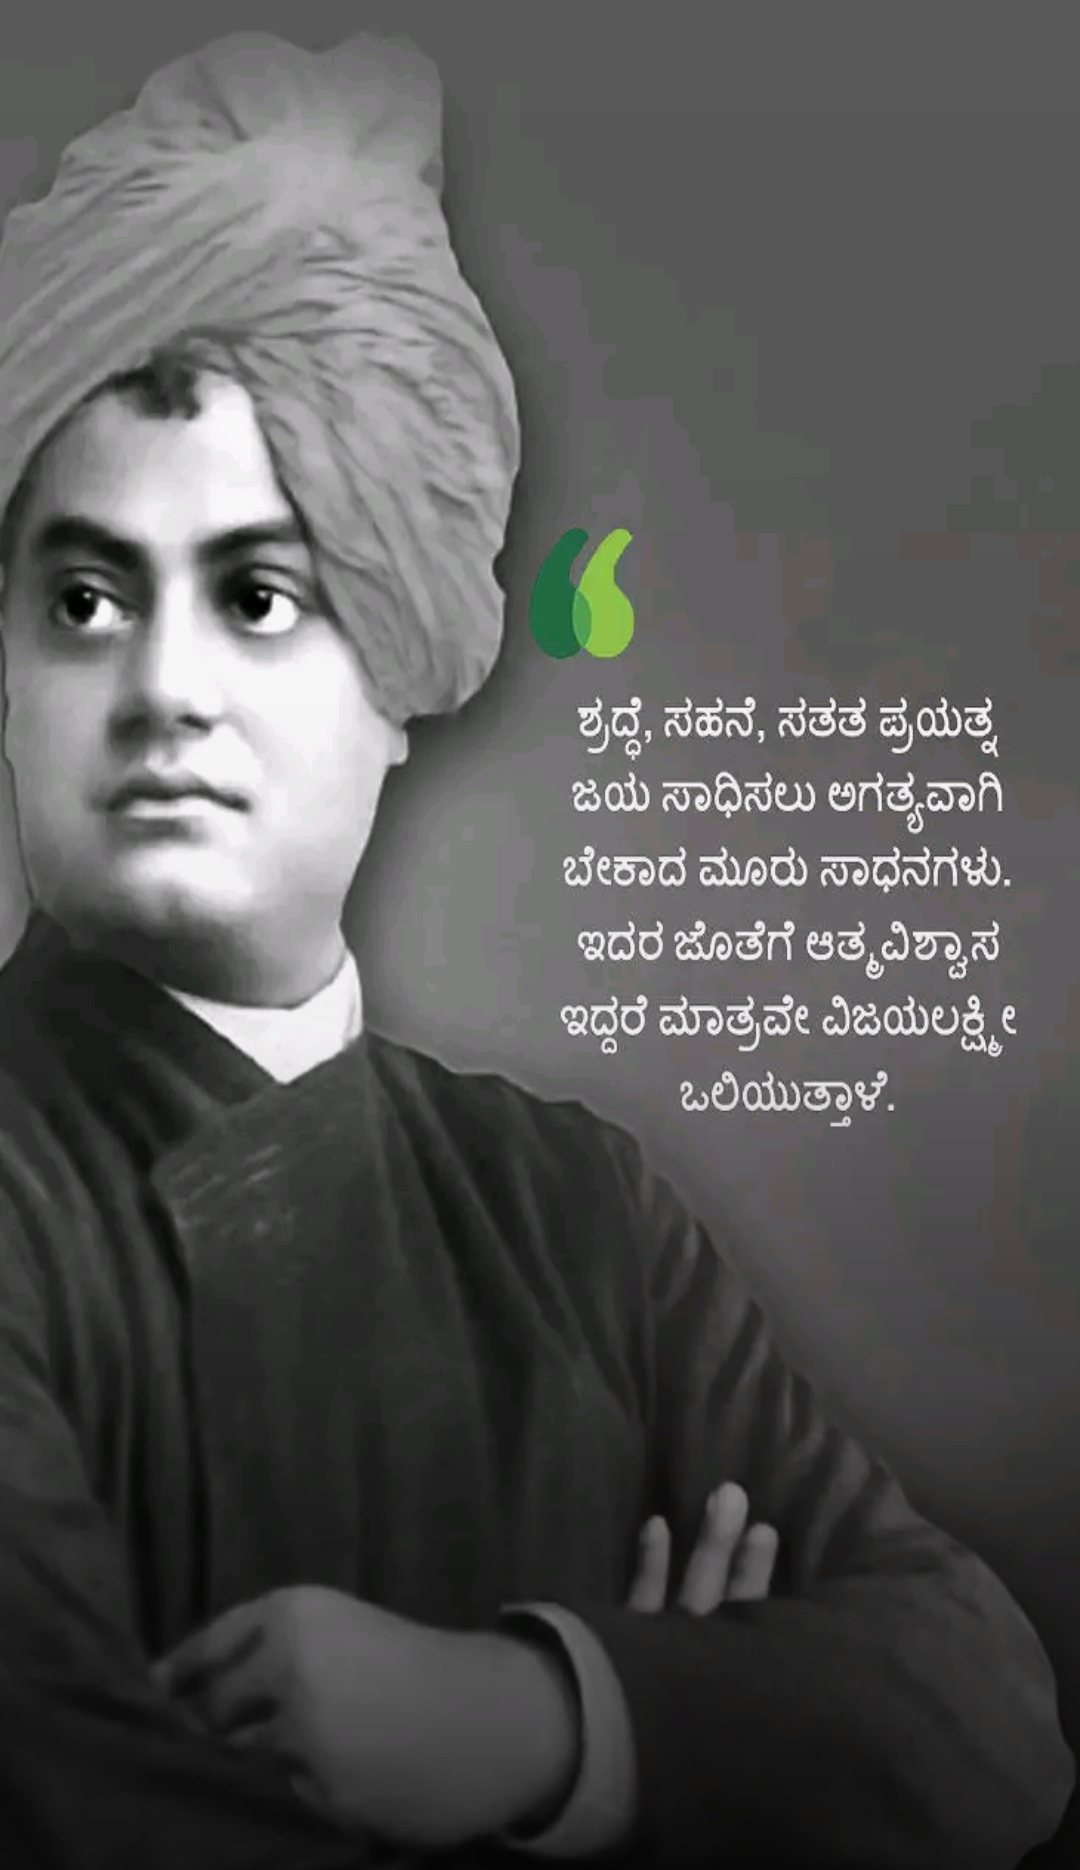 ಶ್ರದ್ಧೆ, ಸಹನೆ, ಸತತ ಪ್ರಯತ್ನ
ಜಯ ಸಾಧಿಸಲು ಅಗತ್ಯವಾಗಿ
ಬೇಕಾದ ಮೂರು ಸಾಧನಗಳು.
ಇದರ ಜೊತೆಗೆ ಆತ್ಮವಿಶ್ವಾಸ
ಇದ್ದರೆ ಮಾತ್ರವೇ ವಿಜಯಲಕ್ಷ್ಮೀ
ಒಲಿಯುತ್ತಾಳೆ.